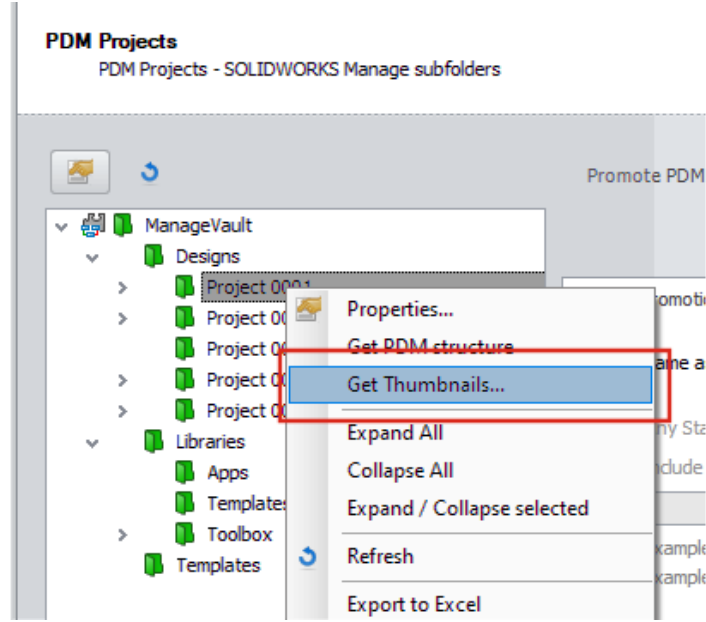 PDM Projects
PDM Projects - SOLIDWORKS Manage subfolders
Promote PDM
ManageVault
Designs
Project 0001
Project
Project
Project
Project
Libraries
Apps
Templates
Toolbox
Templates
Properties...
Get PDM structure
Get Thumbnails...
Expand All
Collapse All
Expand / Collapse selected
Refresh
Export to Excel